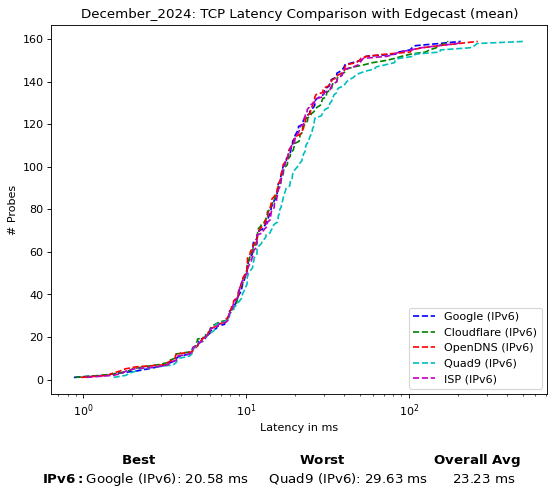 December_2024: TCP Latency Comparison with Edgecast (mean)
# Probes
160
140
120
100
80
60
40
20
0
Google (IPv6)
Cloudflare (IPv6)
OpenDNS (IPv6)
Quad9 (IPv6)
ISP (IPv6)
10⁰ 10¹ 10²
Latency in ms
Best Worst Overall Avg
IPv6: Google (IPv6): 20.58 ms Quad9 (IPv6): 29.63 ms 23.23 ms